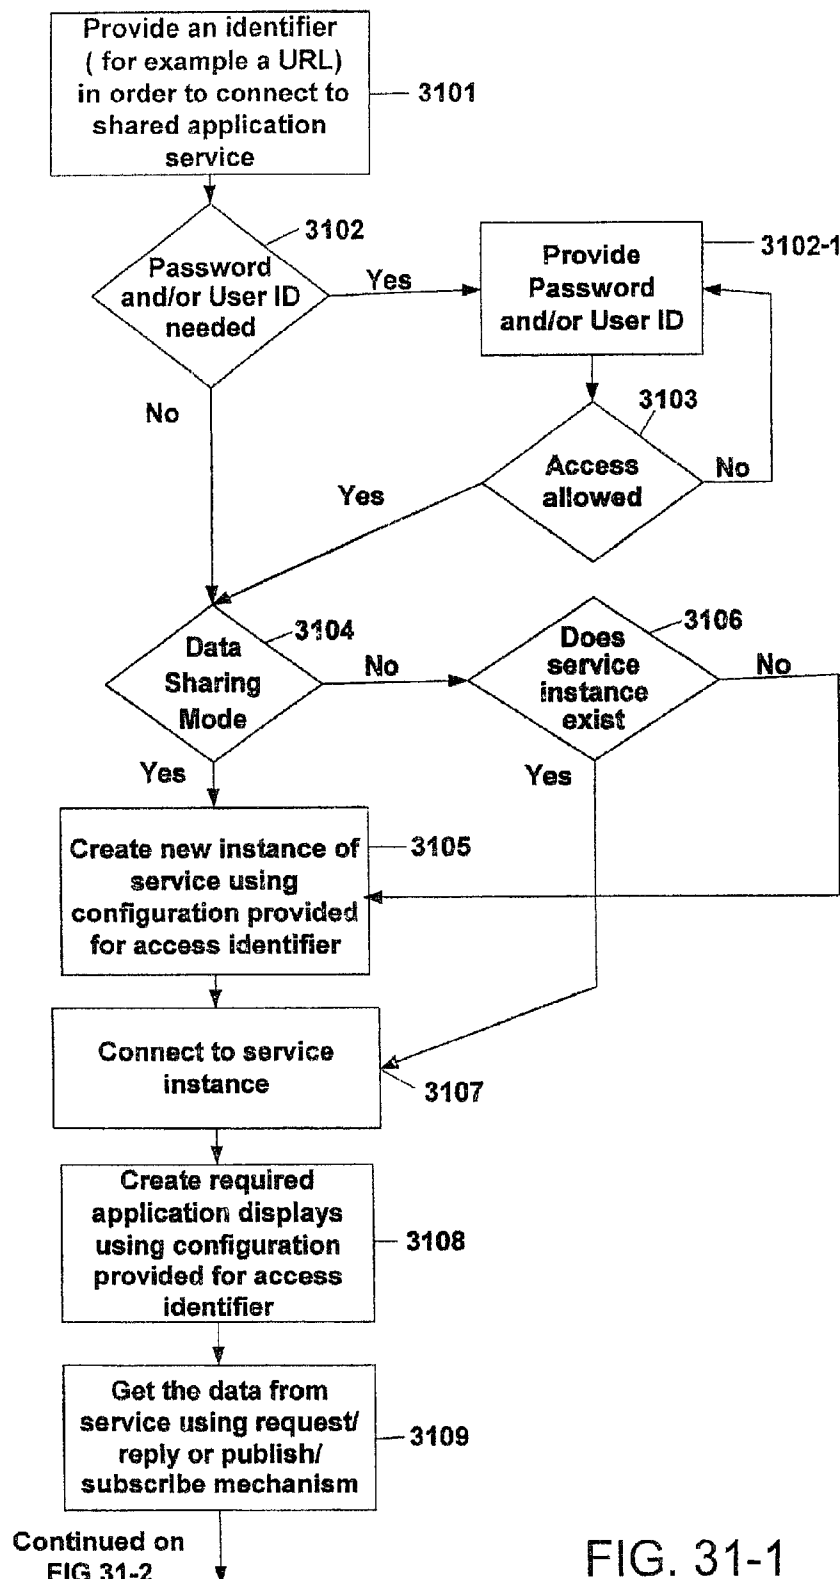 Provide an identifier
( for example a URL)
in order to connect to
shared application
service
3101
3102
Password
and/or User ID
needed
Yes
Provide
Password
and/or User ID
3102-1
No
3103
Access
allowed
No
Yes
3104
Data
Sharing
Mode
No
3106
Does
service
instance
exist
No
Yes
Yes
Create new instance of
service using
configuration provided
for access identifier
3105
Connect to service
instance
3107
Create required
application displays
using configuration
provided for access
identifier
3108
Get the data from
service using request/
reply or publish/
subscribe mechanism
3109
Continued on
FIG 31-2
FIG. 31-1